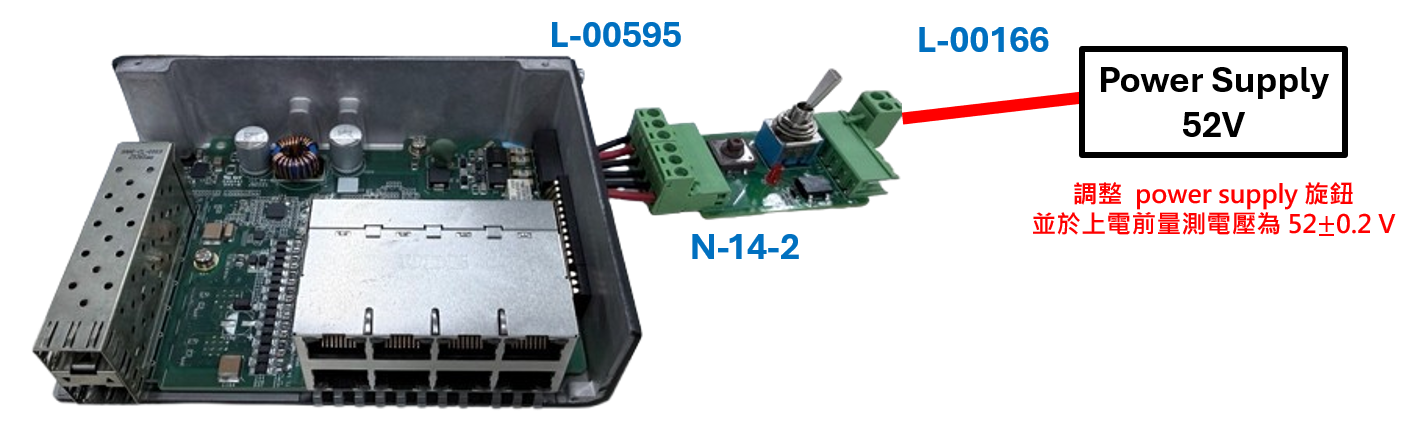 L-00595
L-00166
Power Supply
52V
調整 power supply 旋鈕
並於上電前量測電壓為 52±0.2 V
N-14-2